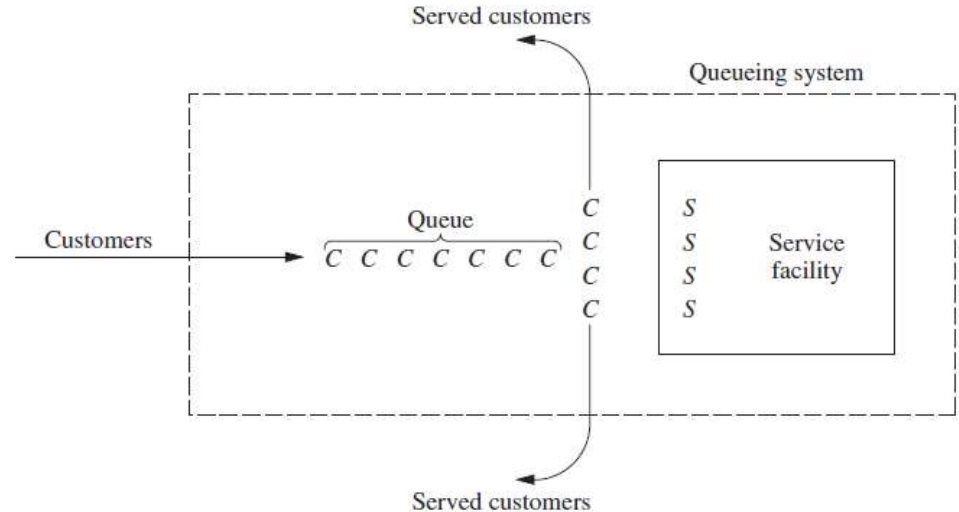 Served customers
Queueing system
Queue
Customers
C C C C C C C
C
C
C
C
S
S
S
S
Service
facility
Served customers